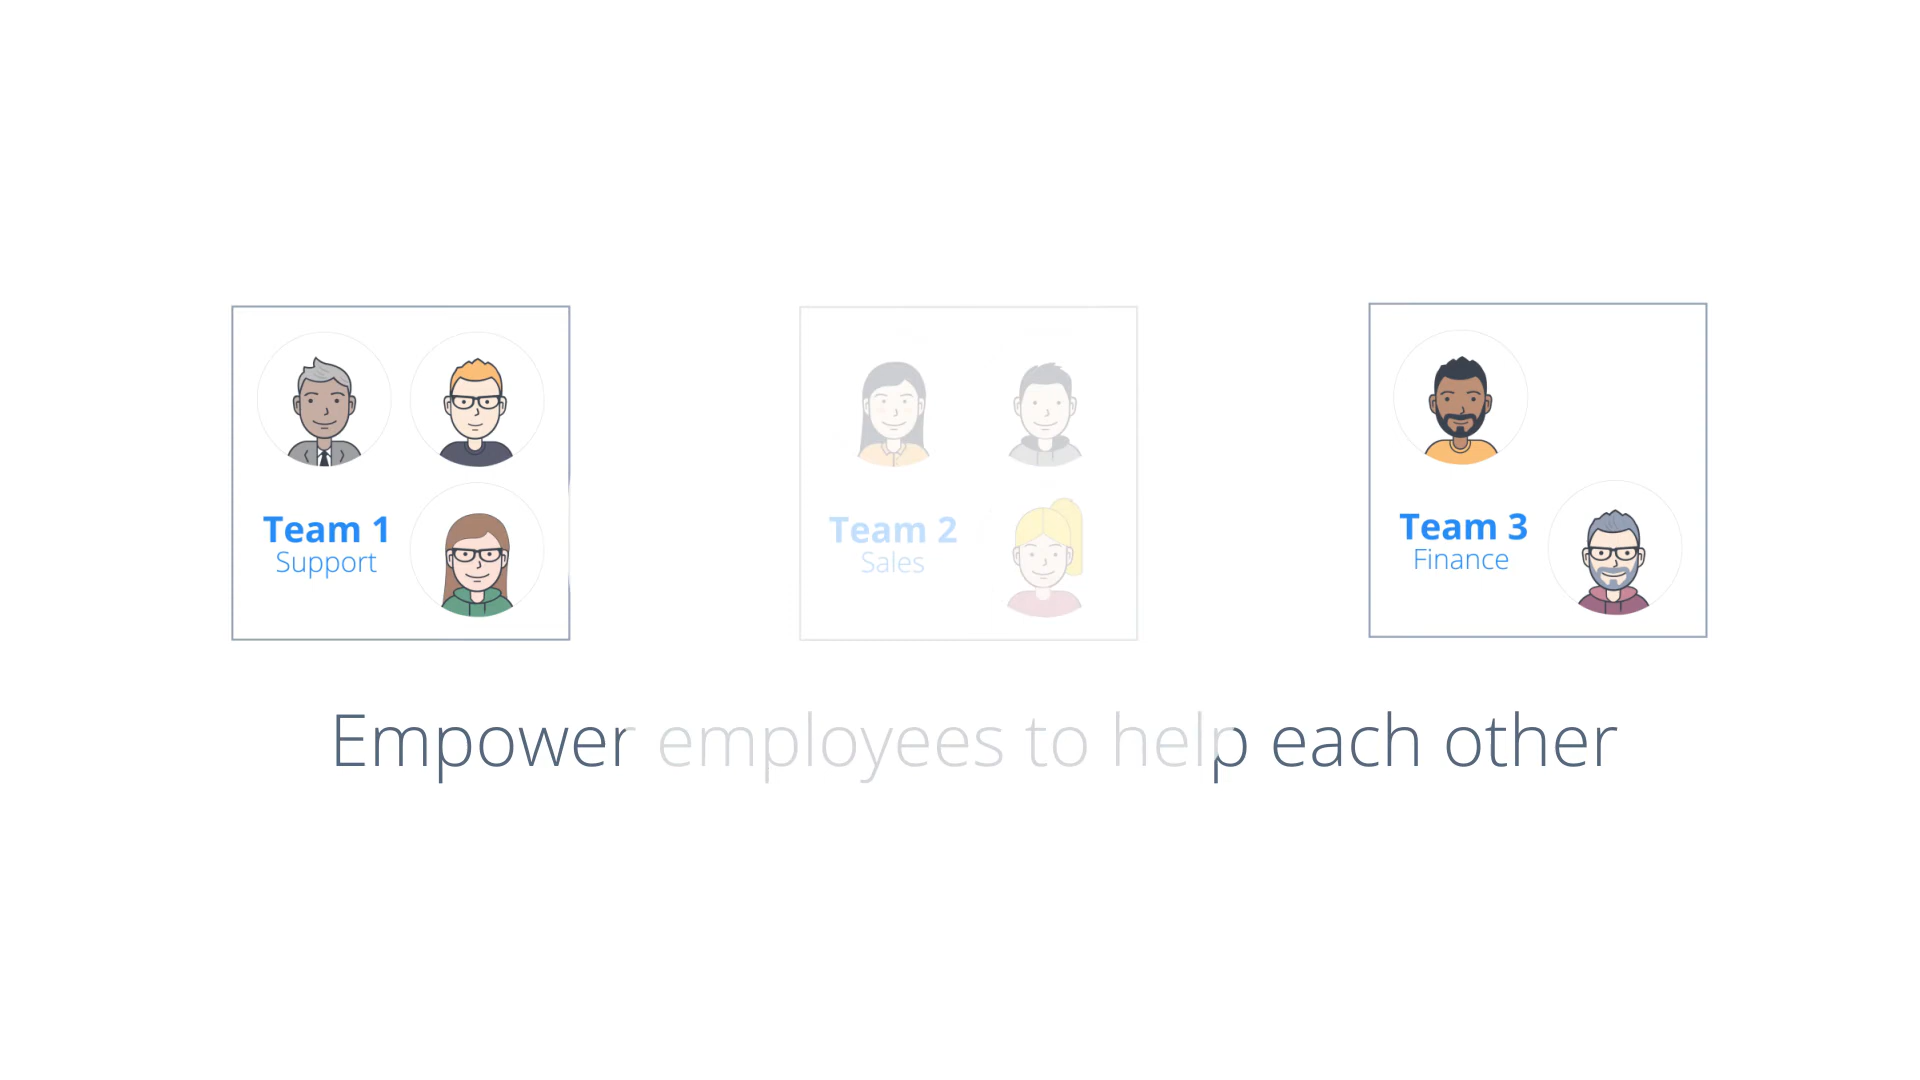 Team 1
Support
Team 2
Sales
Team 3
Finance
Empower employees to help each other